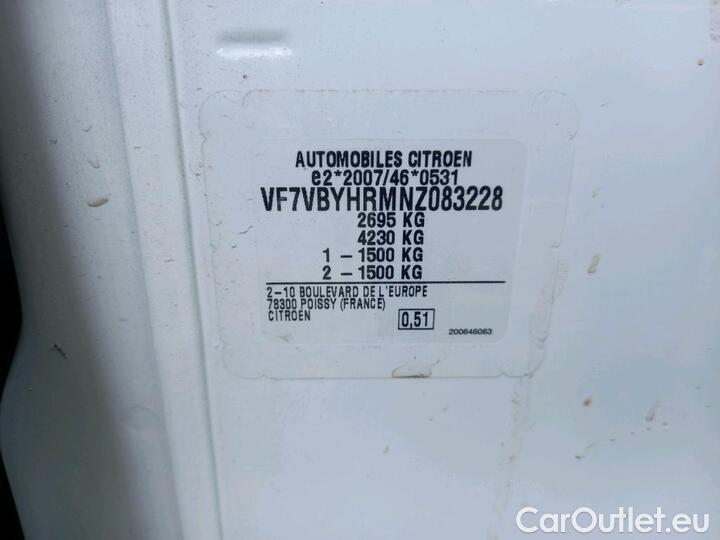 AUTOMOBILES CITROEN
e2*2007/46*0531
VF7VBYHRMNZ083228
2695 KG
4230 KG
1 - 1500 KG
2 - 1500 KG
2-10 BOULEVARD DE L'EUROPE
78300 POISSY (FRANCE)
CITROEN
0,51
200646063
CarOutlet.eu